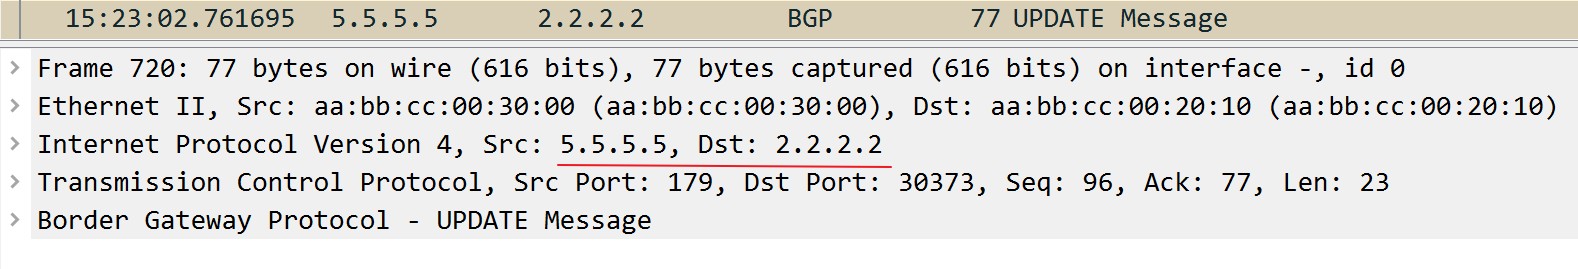 15:23:02.761695 5.5.5.5 2.2.2.2 BGP 77 UPDATE Message
Frame 720: 77 bytes on wire (616 bits), 77 bytes captured (616 bits) on interface -, id 0
Ethernet II, Src: aa:bb:cc:00:30:00 (aa:bb:cc:00:30:00), Dst: aa:bb:cc:00:20:10 (aa:bb:cc:00:20:10)
Internet Protocol Version 4, Src: 5.5.5.5, Dst: 2.2.2.2
Transmission Control Protocol, Src Port: 179, Dst Port: 30373, Seq: 96, Ack: 77, Len: 23
Border Gateway Protocol - UPDATE Message